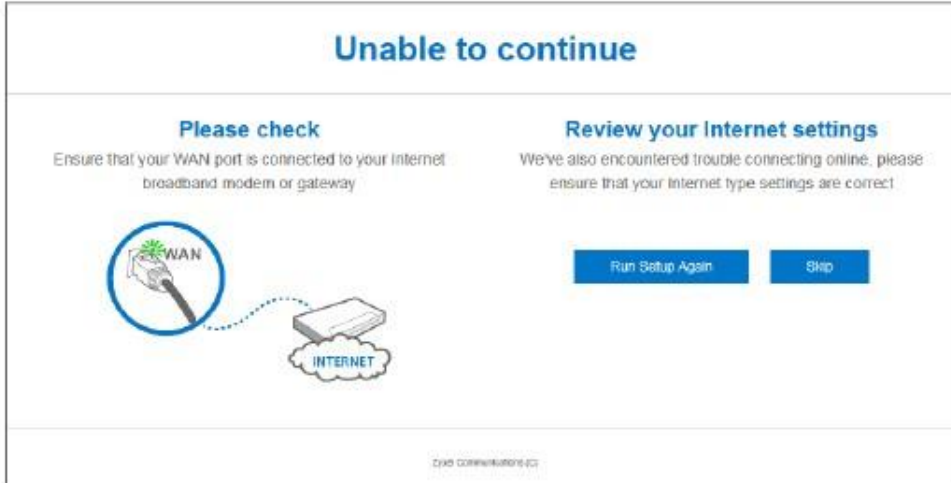 Unable to continue
Please check
Ensure that your WAN port is connected to your Internet
broadband modem or gateway
WAN
INTERNET
Review your Internet settings
We've also encountered trouble connecting online, please
ensure that your Internet type settings are correct
Run Setup Again
Skip
ZyXEL Communications (C)